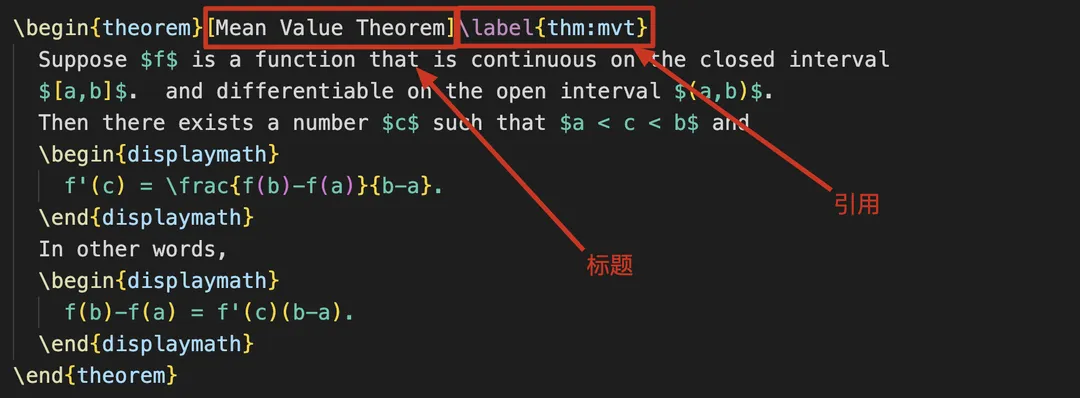 \begin{theorem}[Mean Value Theorem]\label{thm:mvt}
Suppose $f$ is a function that is continuous on the closed interval
$[a,b]$.  and differentiable on the open interval $(a,b)$.
Then there exists a number $c$ such that $a < c < b$ and
\begin{displaymath}
f'(c) = \frac{f(b)-f(a)}{b-a}.
\end{displaymath}
引用
In other words,
标题
\begin{displaymath}
f(b)-f(a) = f'(c)(b-a).
\end{displaymath}
\end{theorem}